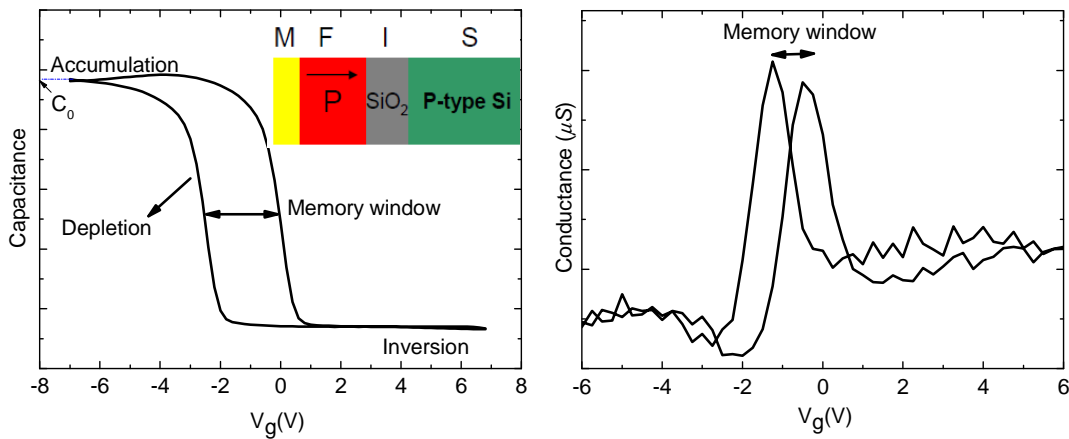 M F I S
Accumulation
C0
P
SiO2
P-type Si
Memory window
Depletion
Inversion
Capacitance
-8 -6 -4 -2 0 2 4 6 8
Vg(V)
Memory window
Conductance (μS)
-6 -4 -2 0 2 4 6
Vg(V)